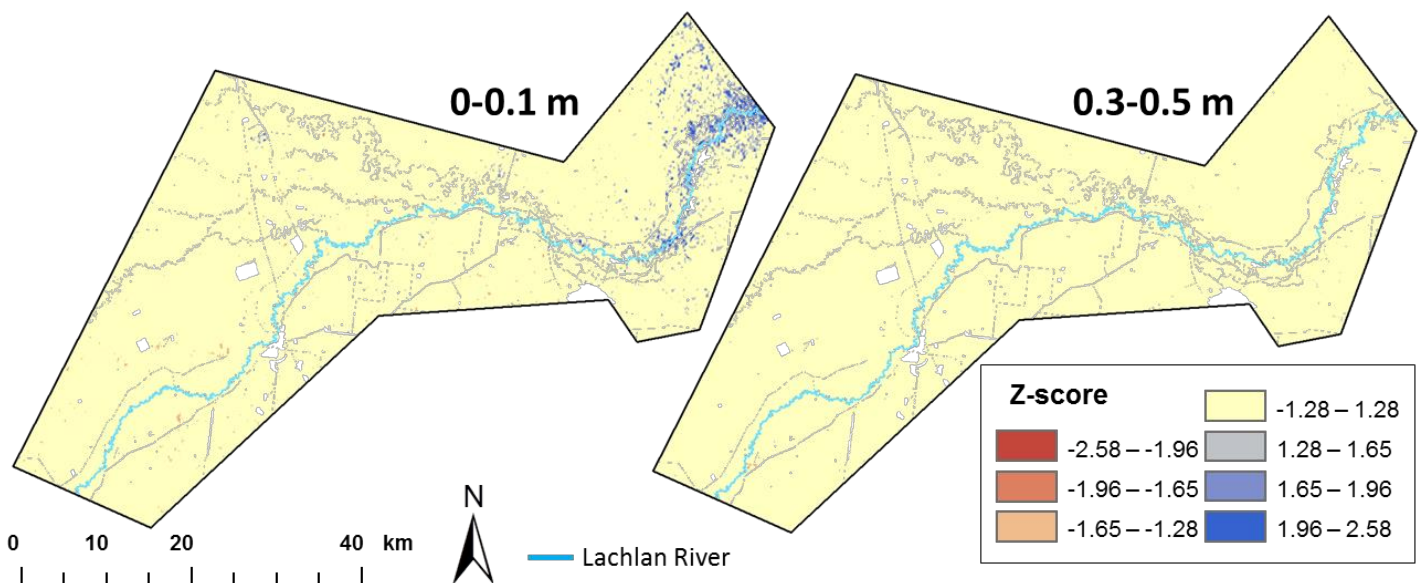 0-0.1 m
0.3-0.5 m
Z-score
-2.58 – -1.96
-1.96 – -1.65
-1.65 – -1.28
-1.28 – 1.28
1.28 – 1.65
1.65 – 1.96
1.96 – 2.58
0 10 20 40 km
N
Lachlan River